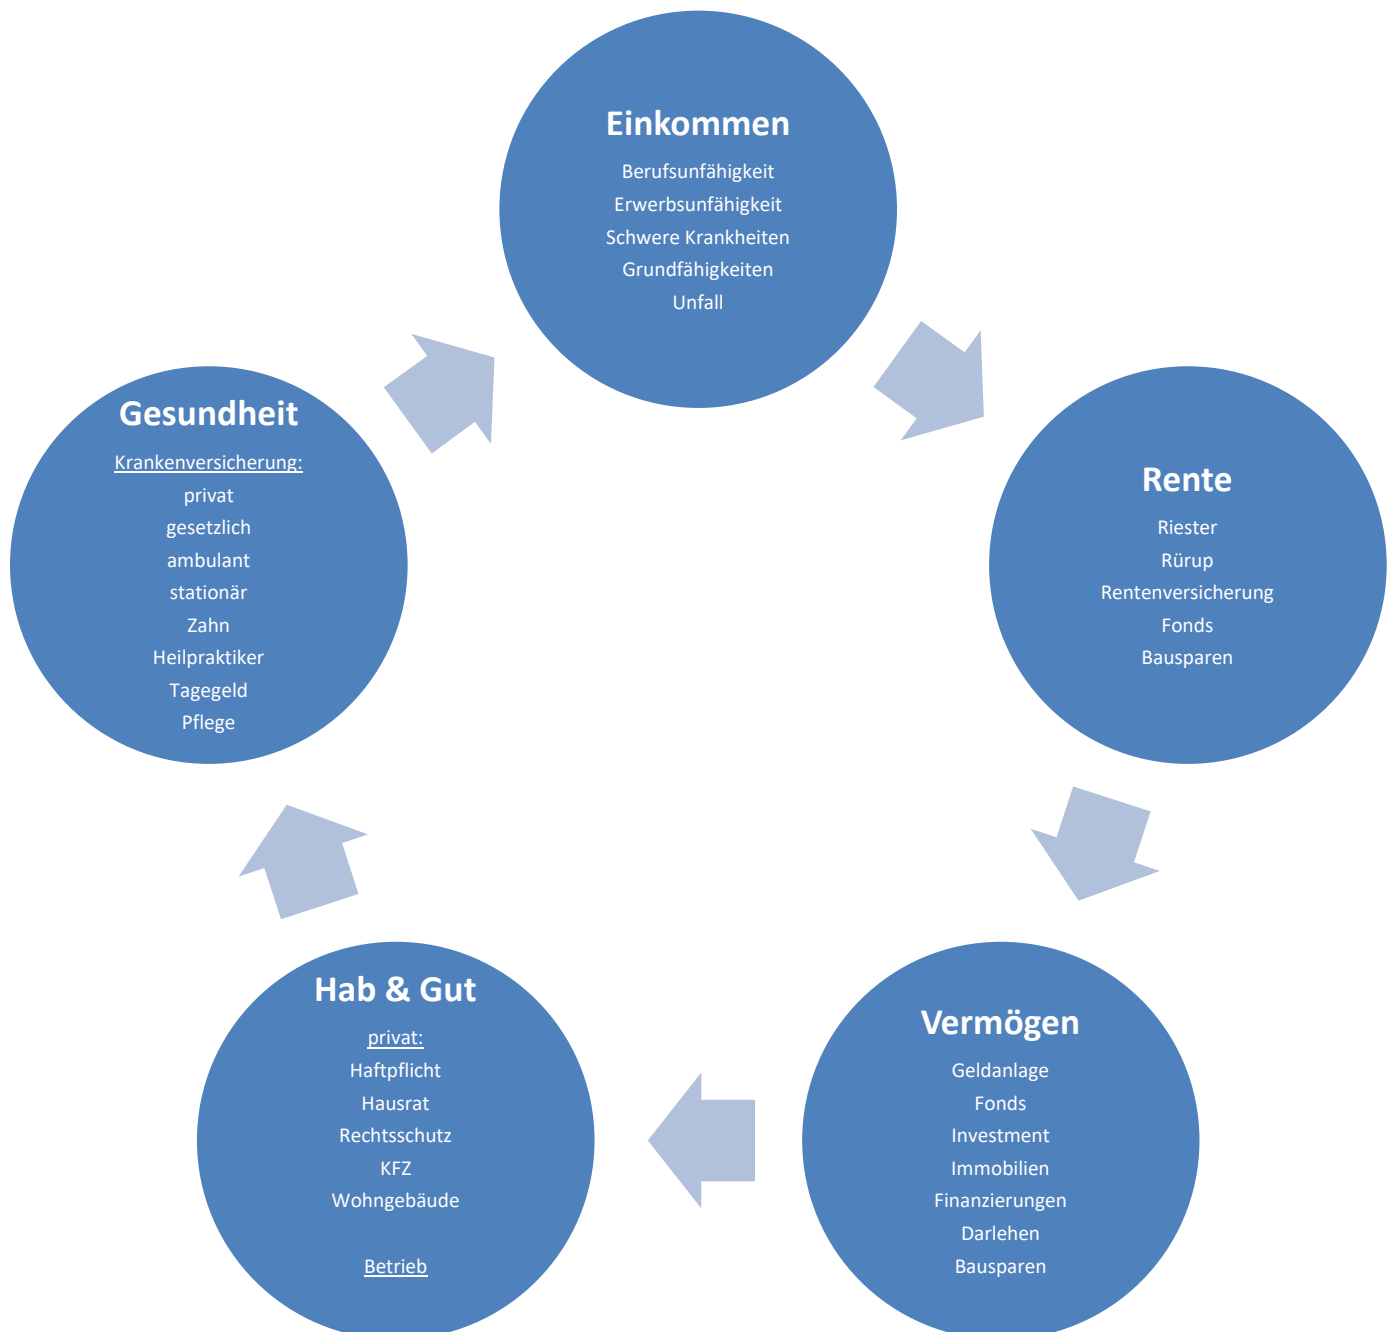 Einkommen
Berufsunfähigkeit
Erwerbsunfähigkeit
Schwere Krankheiten
Grundfähigkeiten
Unfall
Rente
Riester
Rürup
Rentenversicherung
Fonds
Bausparen
Vermögen
Geldanlage
Fonds
Investment
Immobilien
Finanzierungen
Darlehen
Bausparen
Hab & Gut
privat:
Haftpflicht
Hausrat
Rechtsschutz
KFZ
Wohngebäude
Betrieb
Gesundheit
Krankenversicherung:
privat
gesetzlich
ambulant
stationär
Zahn
Heilpraktiker
Tagegeld
Pflege